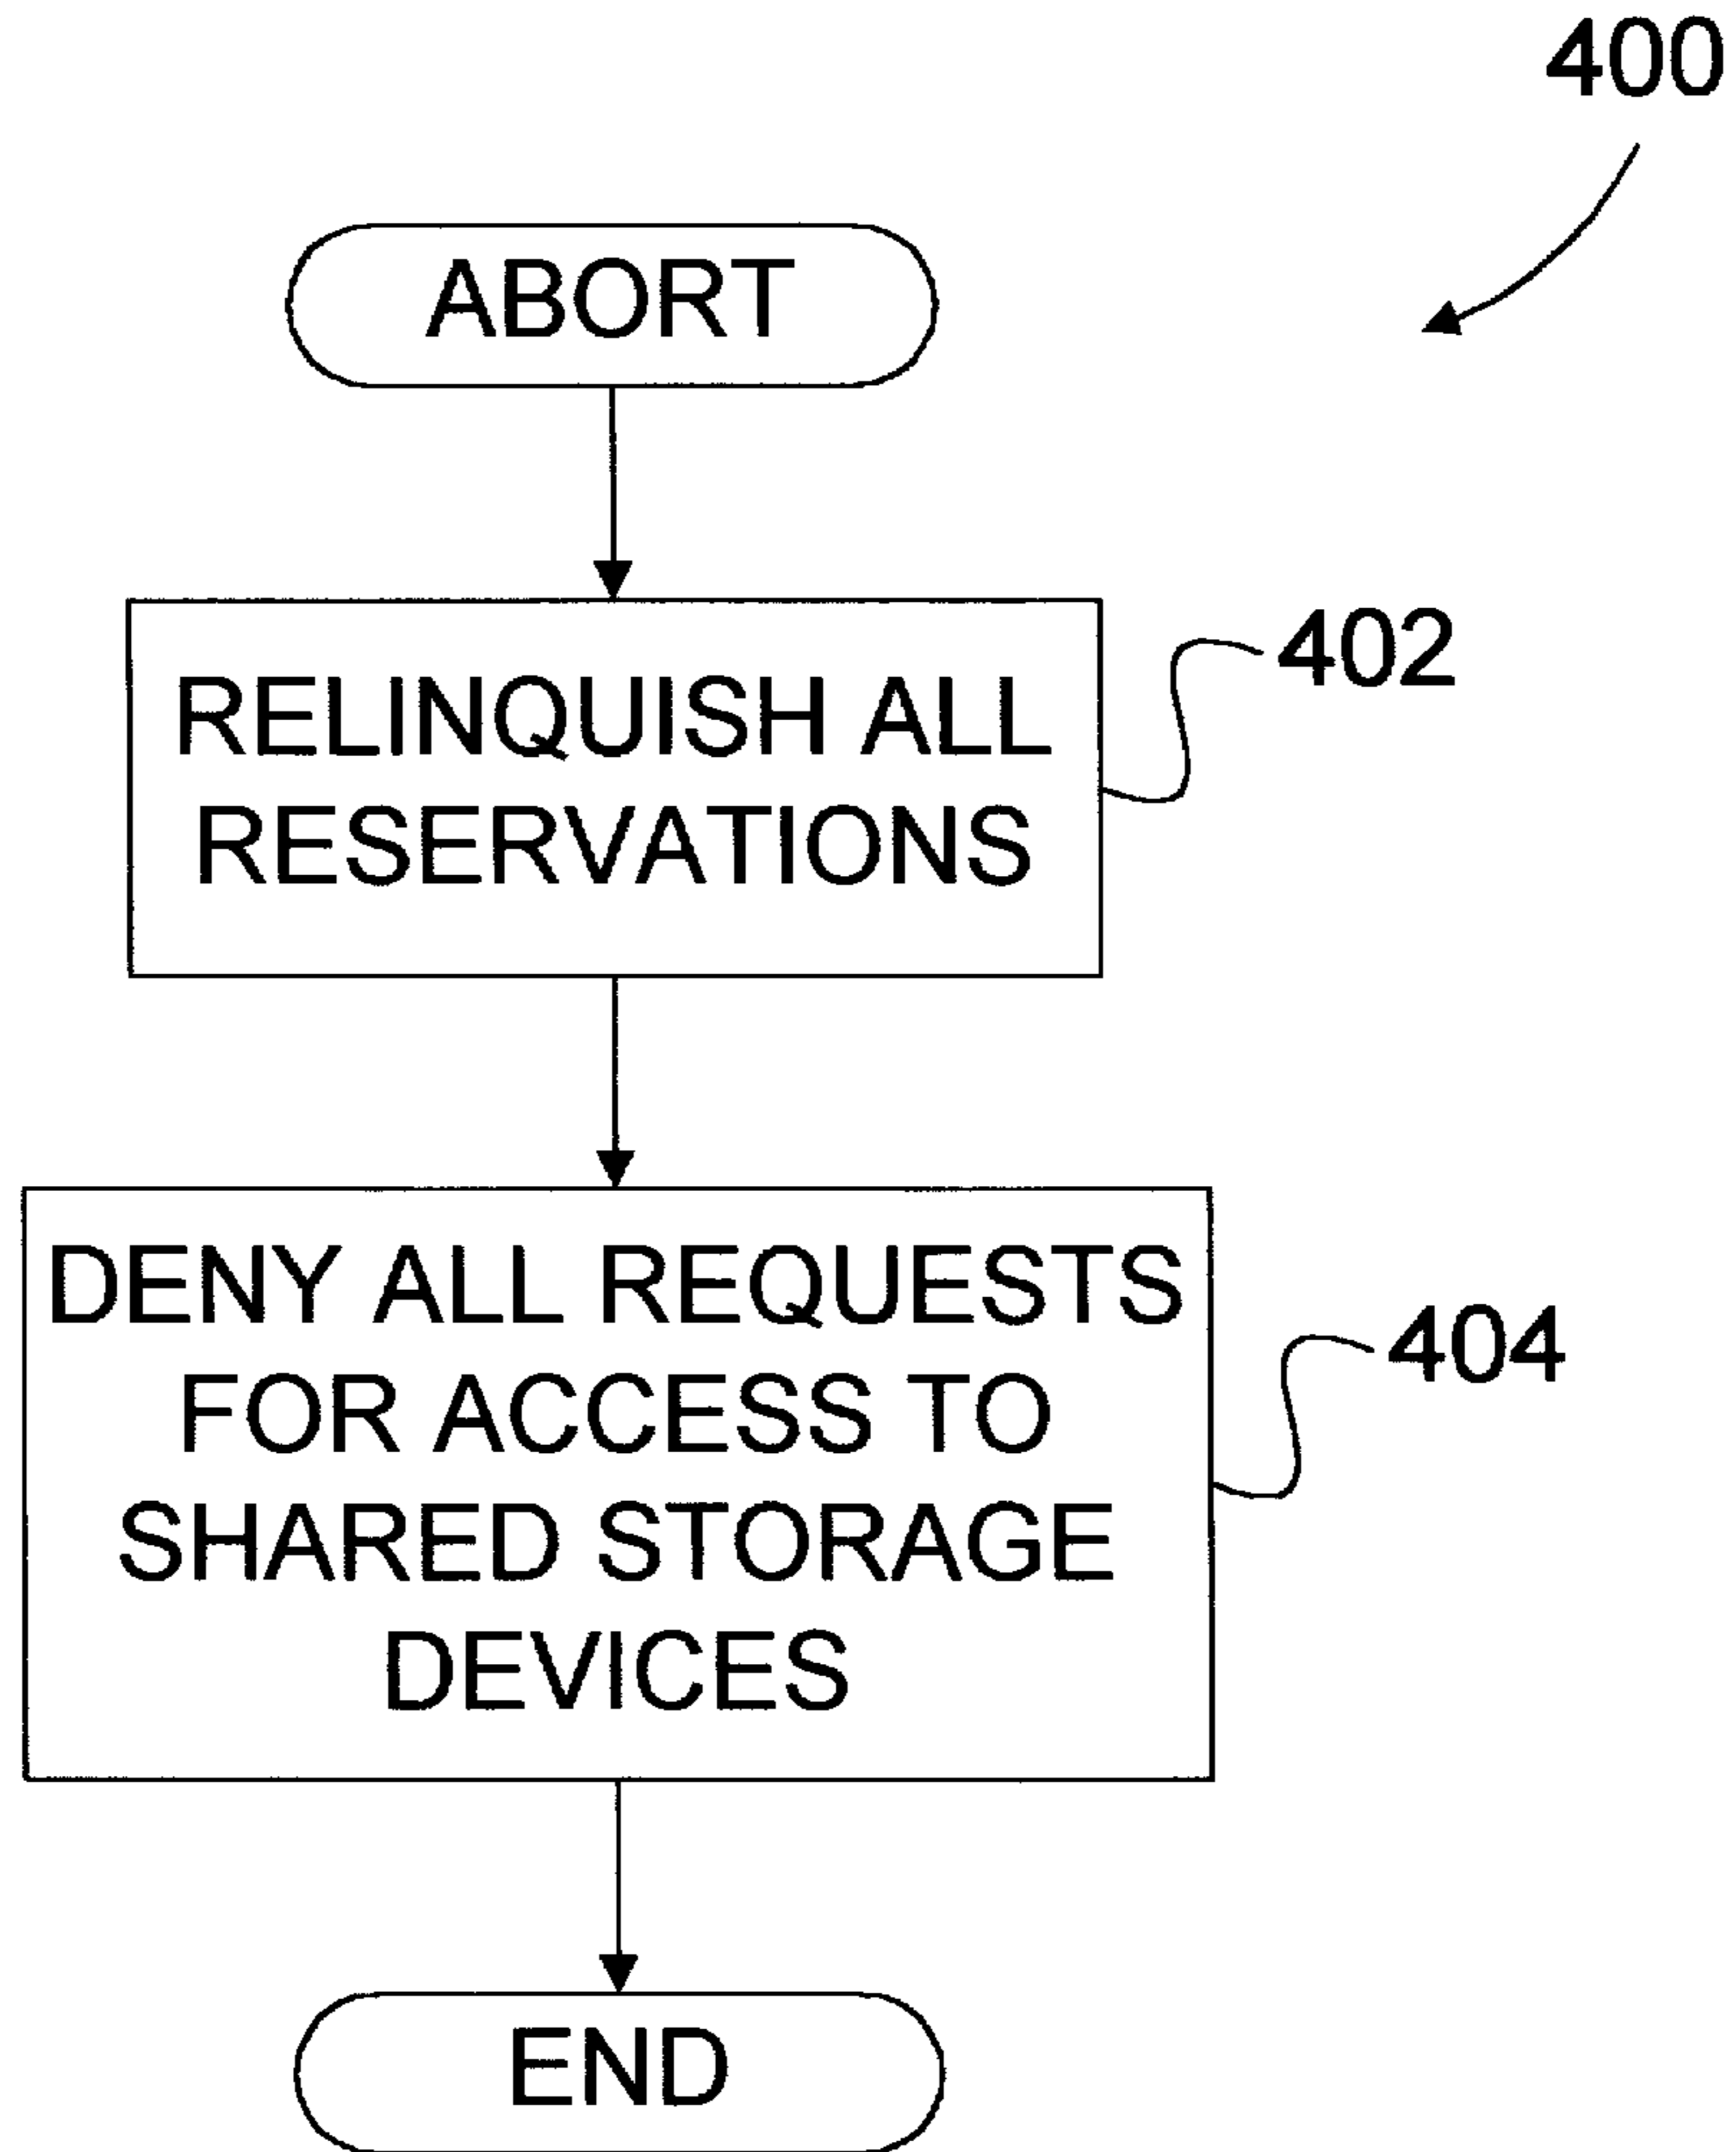 400
ABORT
RELINQUISH ALL
RESERVATIONS
402
DENY ALL REQUESTS
FOR ACCESS TO
SHARED STORAGE
DEVICES
404
END